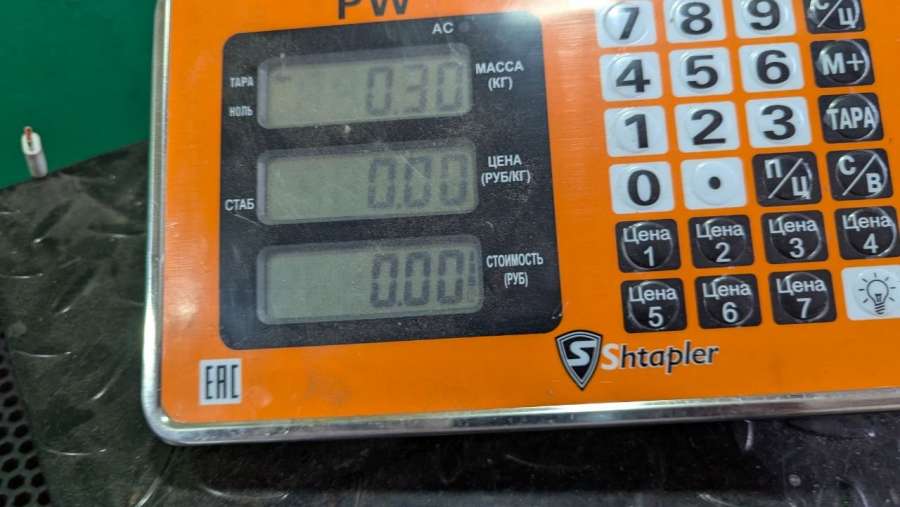 PW
AC
ТАРА
НОЛЬ
0.30
МАССА
(КГ)
СТАБ
0.00
ЦЕНА
(РУБ/КГ)
0.00
СТОИМОСТЬ
(РУБ)
7 8 9 С/Ц
4 5 6 М+
1 2 3 ТАРА
0 . П/Ц С/В
Цена 1 Цена 2 Цена 3 Цена 4
Цена 5 Цена 6 Цена 7
EAC
S Shtapler